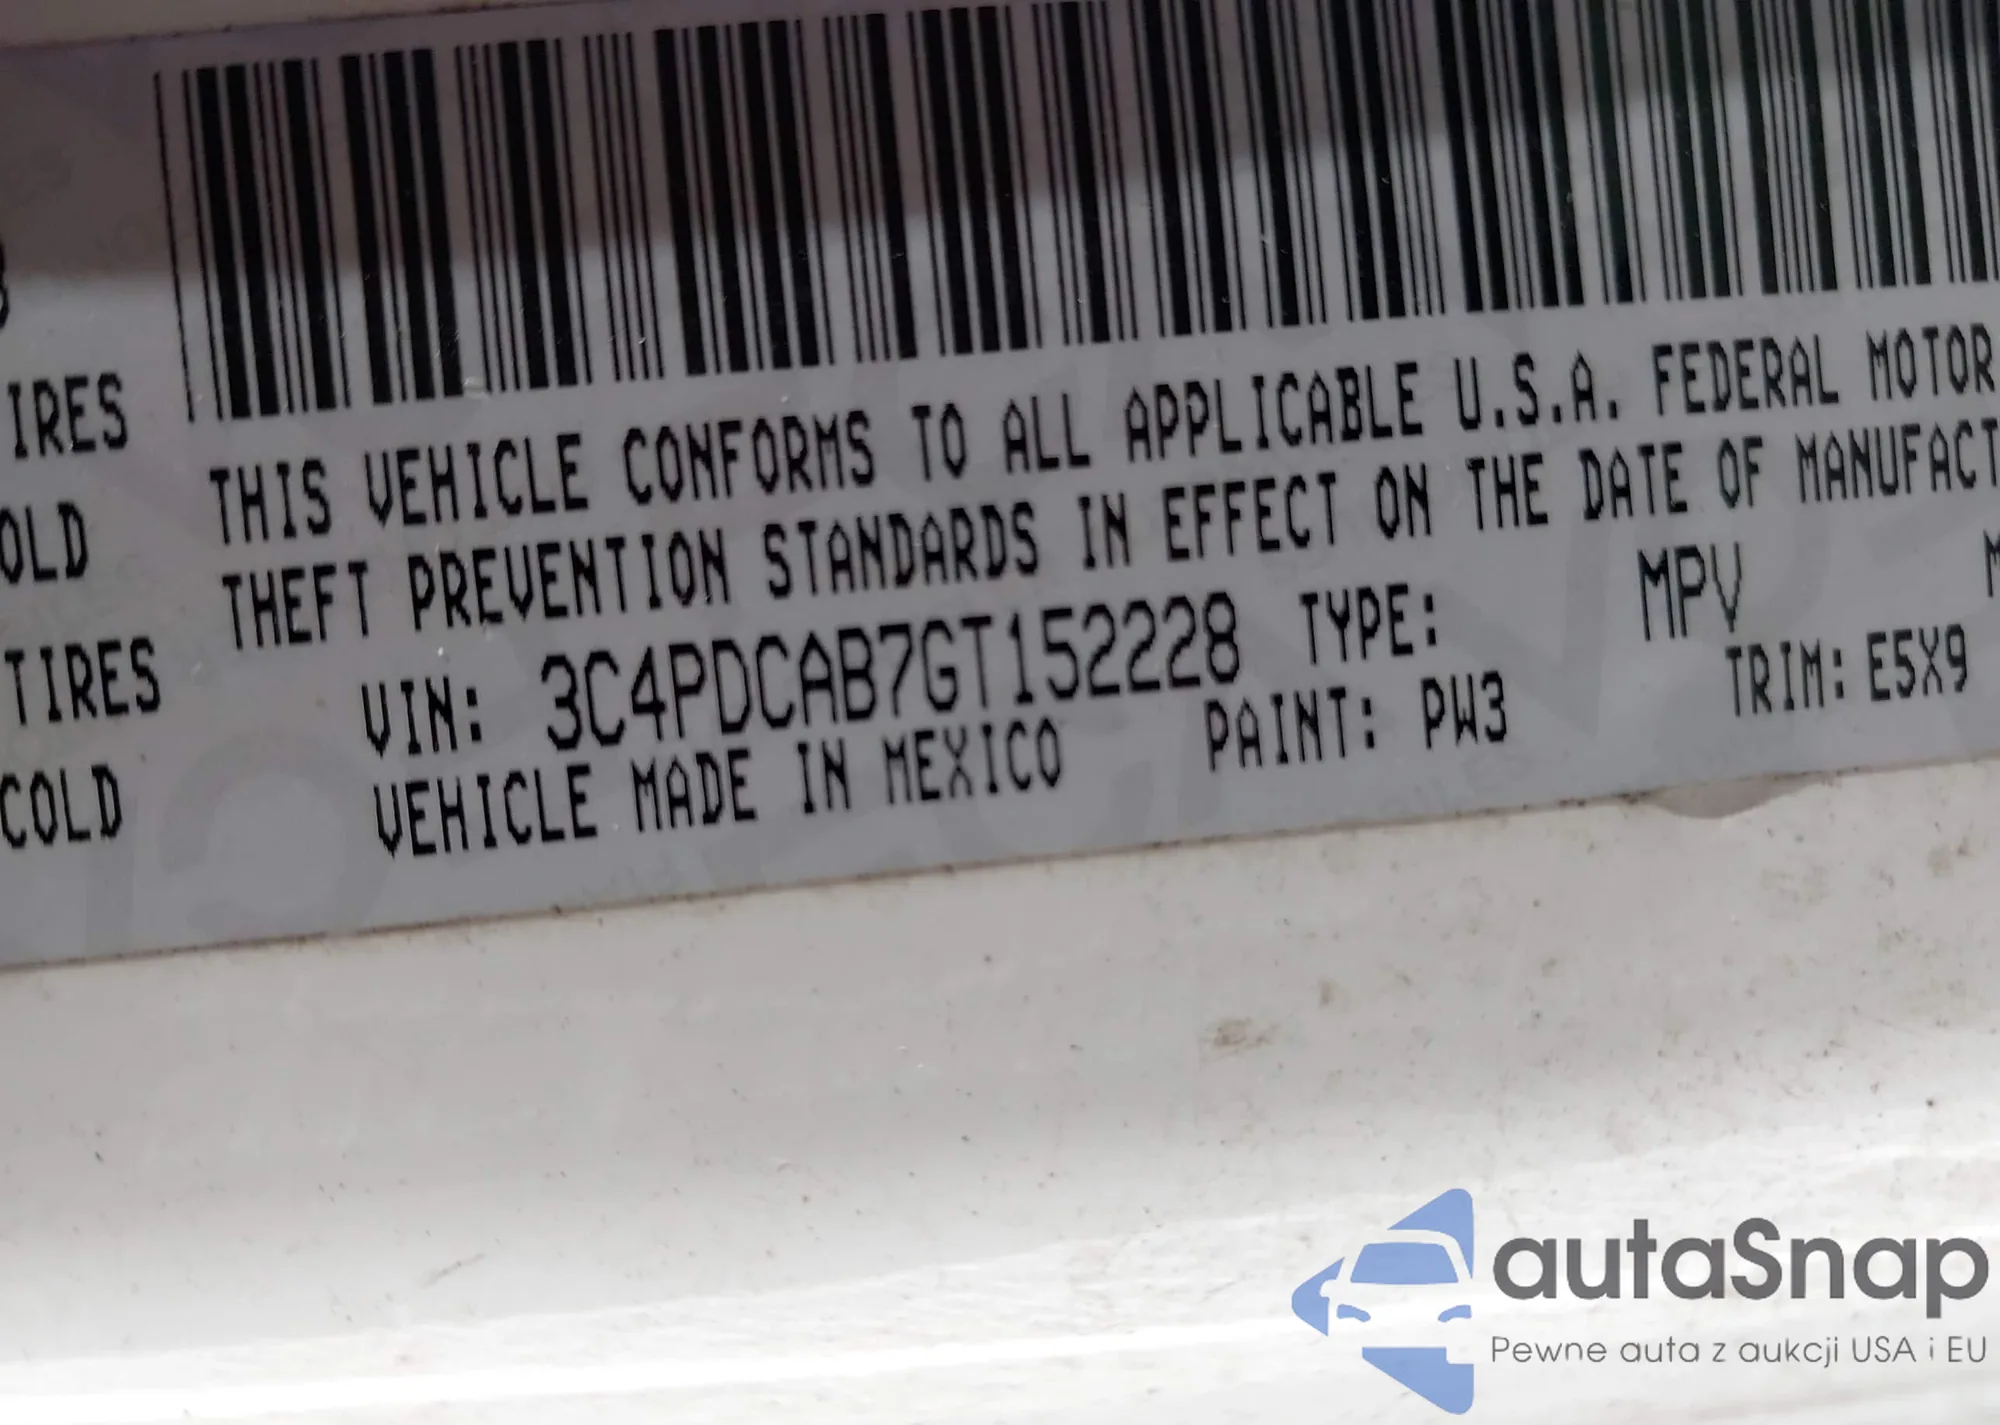 IRES
OLD
TIRES
COLD
THIS VEHICLE CONFORMS TO ALL APPLICABLE U.S.A. FEDERAL MOTOR
THEFT PREVENTION STANDARDS IN EFFECT ON THE DATE OF MANUFACT
VIN: 3C4PDCAB7GT152228 TYPE: MPV
VEHICLE MADE IN MEXICO PAINT: PW3 TRIM: E5X9
autaSnap
Pewne auta z aukcji USA i EU